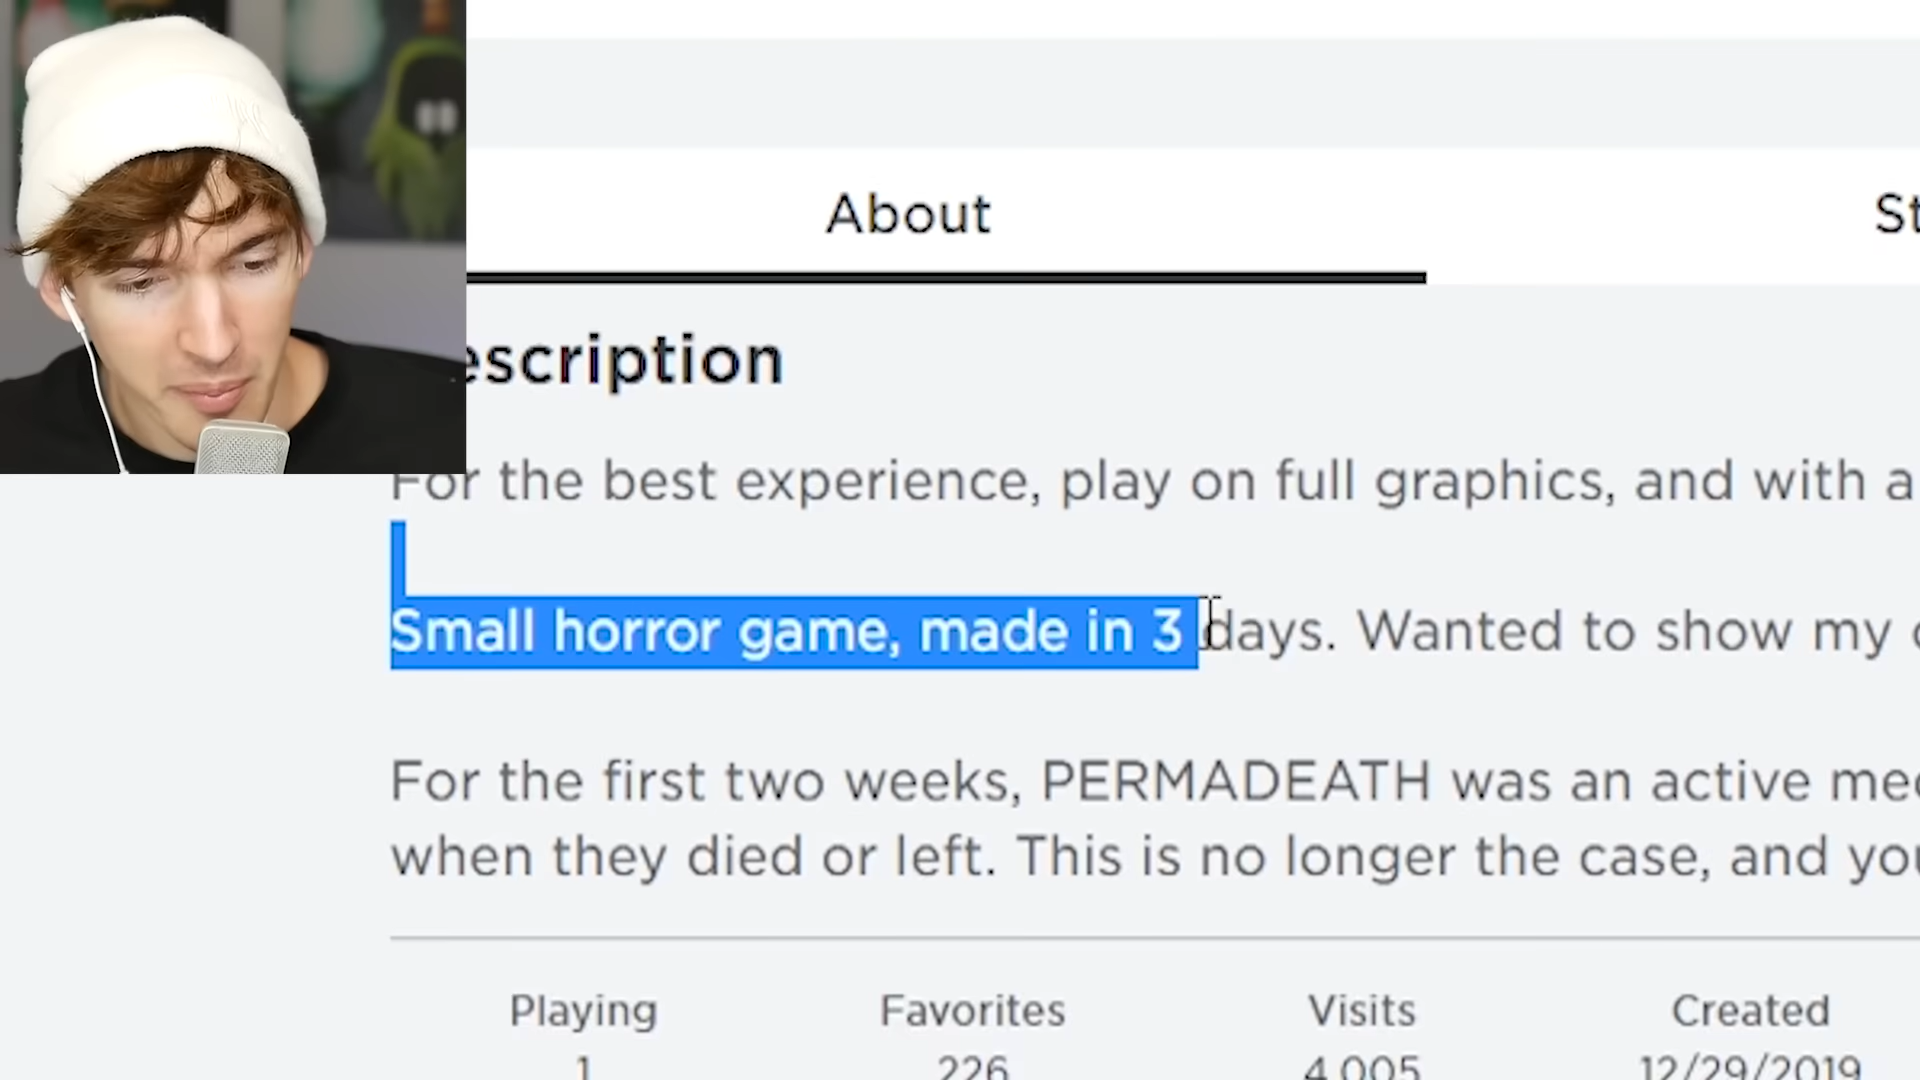 About
escription
For the best experience, play on full graphics, and with a
Small horror game, made in 3 days. Wanted to show my
For the first two weeks, PERMADEATH was an active
when they died or left. This is no longer the case, and
Playing Favorites Visits Created
1 226 4,005 12/29/2019